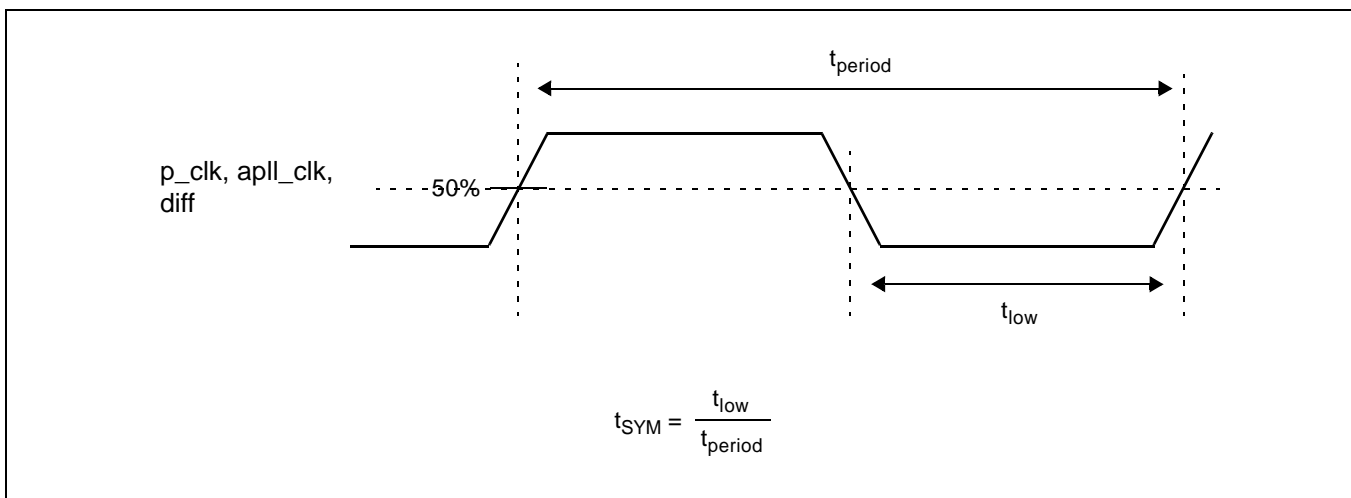 t_period
p_clk, apll_clk,
diff
50%
t_low
t_SYM = t_low
t_period